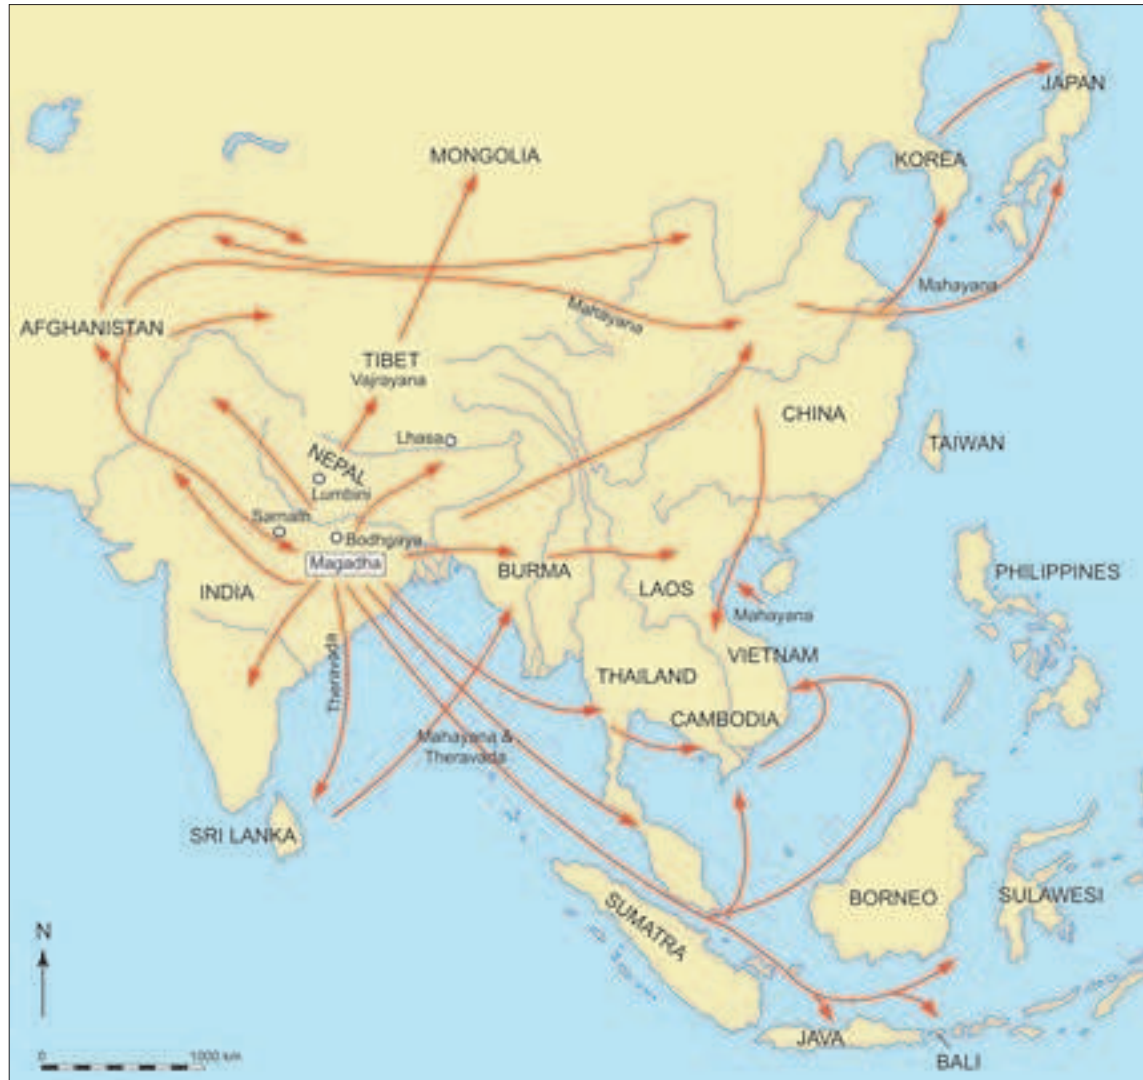 JAPAN
MONGOLIA
KOREA
Mahayana
Mahayana
AFGHANISTAN
TIBET
Vajrayana
CHINA
Lhasa
TAIWAN
NEPAL
Lumbini
Sarnath
Bodhgaya
Magadha
BURMA
PHILIPPINES
INDIA
LAOS
Mahayana
Theravada
VIETNAM
THAILAND
CAMBODIA
Mahayana &
Theravada
SRI LANKA
BORNEO
SULAWESI
SUMATRA
N
JAVA
0
1000 km
BALI